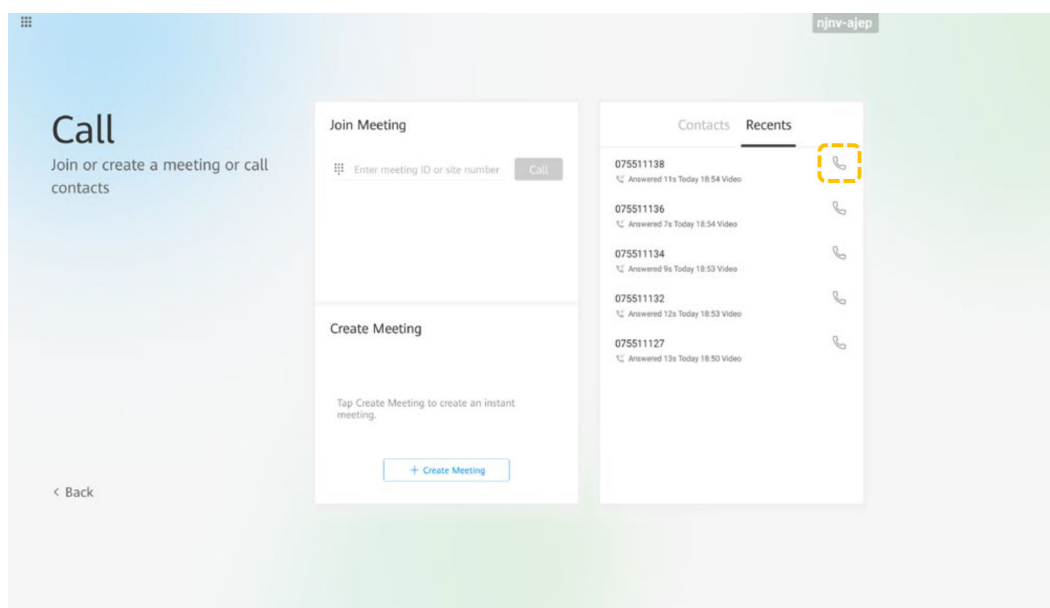 njnv-ajep
Call
Join or create a meeting or call
contacts
Join Meeting
Enter meeting ID or site number
Call
Create Meeting
Tap Create Meeting to create an instant
meeting.
+ Create Meeting
Contacts
Recents
075511138
Answered 11s Today 18:54 Video
075511136
Answered 7s Today 18:54 Video
075511134
Answered 9s Today 18:53 Video
075511132
Answered 12s Today 18:53 Video
075511127
Answered 13s Today 18:50 Video
< Back